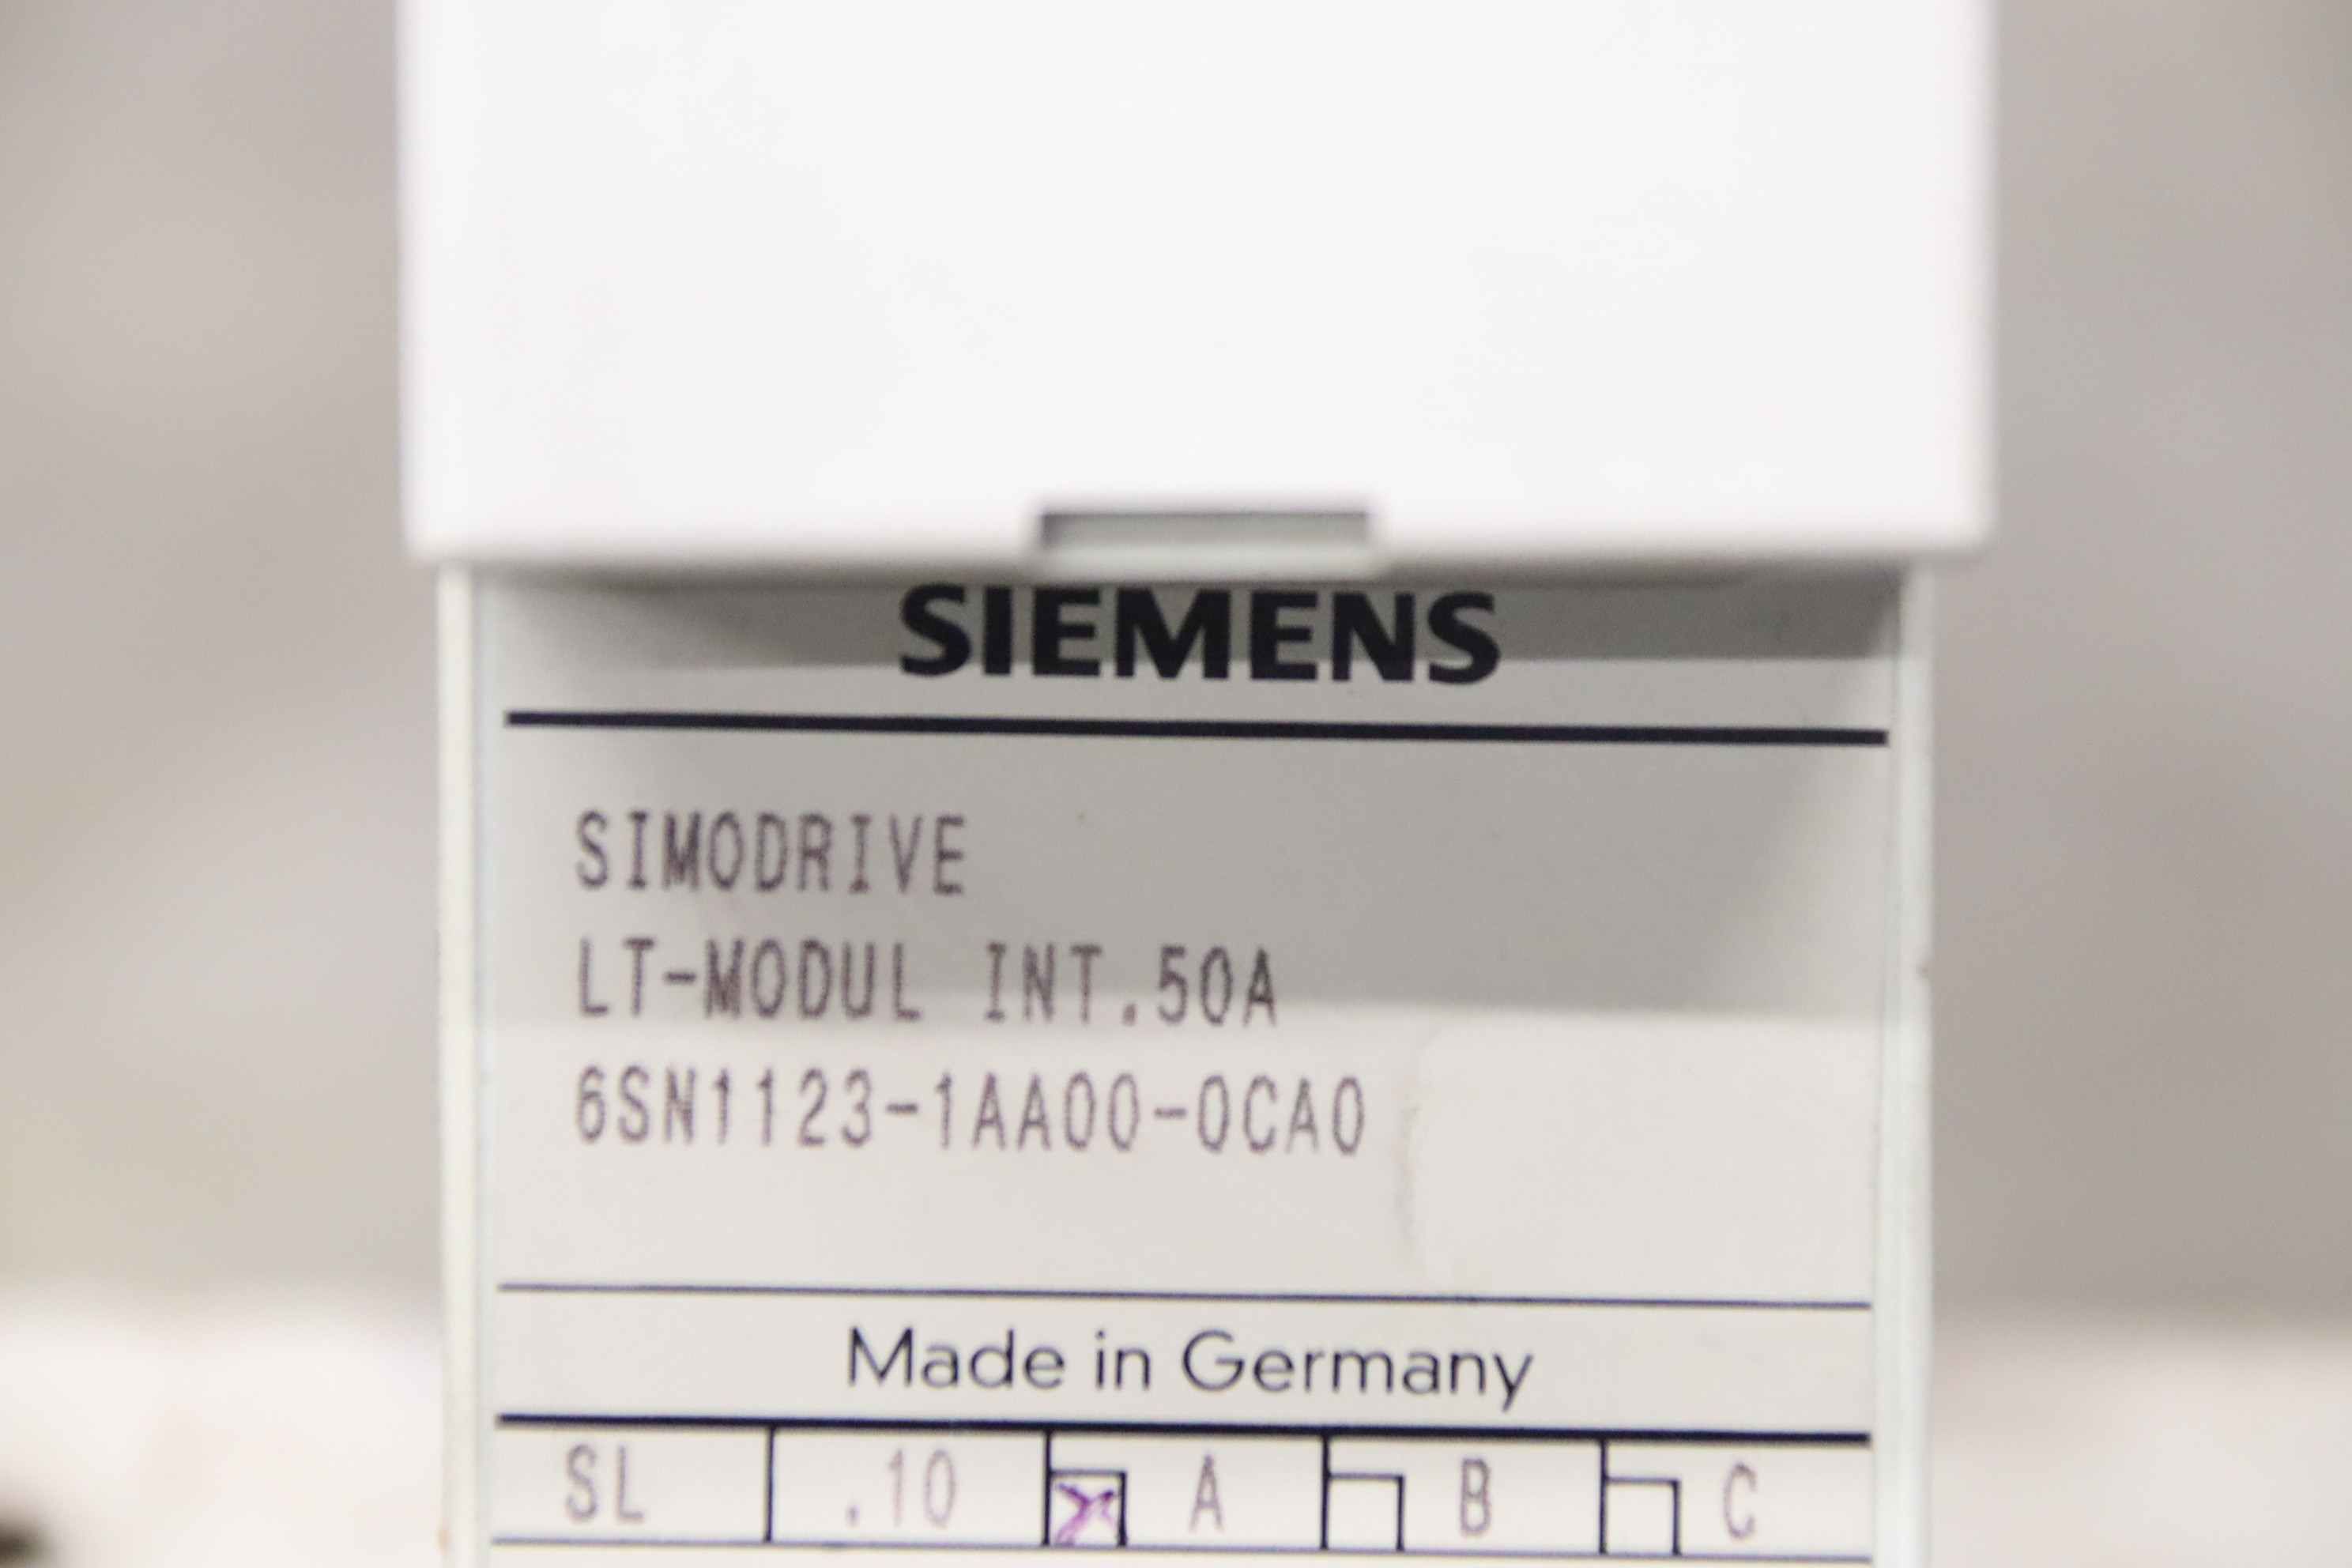 SIEMENS
SIMODRIVE
LT-MODUL INT.50A
6SN1123-1AA00-0CA0
Made in Germany
SL .10 A B C